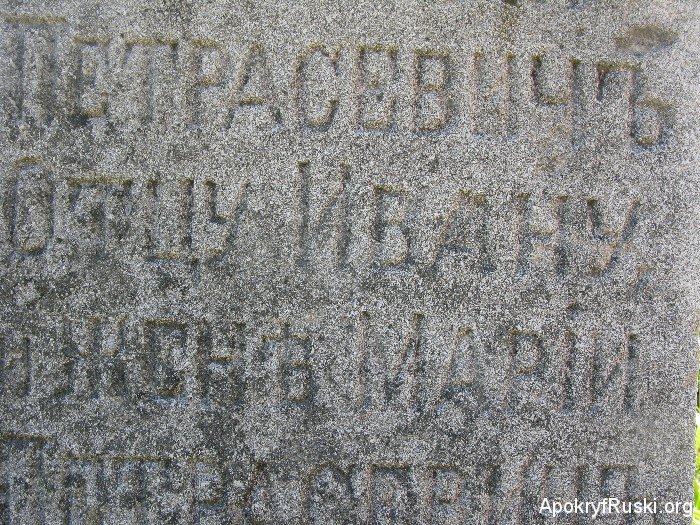 Петрасевичъ
Отцу Ивану
и Женѣ Маріи
ApokryfRuski.org